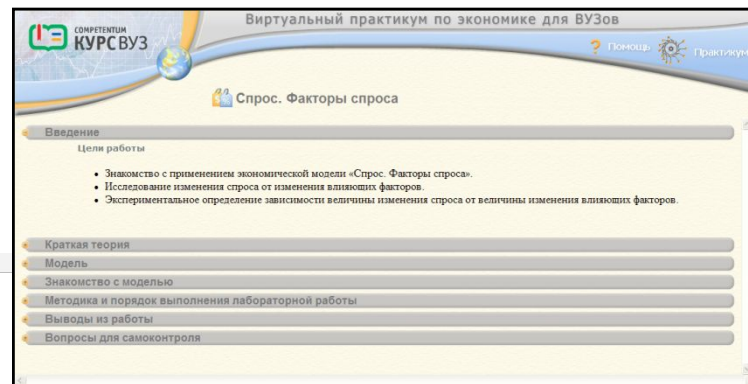 COMPETENTUM
КУРС ВУЗ
Виртуальный практикум по экономике для ВУЗов
? Помощь
Практикум
Спрос. Факторы спроса
Введение
Цели работы
• Знакомство с применением экономической модели «Спрос. Факторы спроса».
• Исследование изменения спроса от изменения влияющих факторов.
• Экспериментальное определение зависимости величины изменения спроса от величины изменения влияющих факторов.
Краткая теория
Модель
Знакомство с моделью
Методика и порядок выполнения лабораторной работы
Выводы из работы
Вопросы для самоконтроля